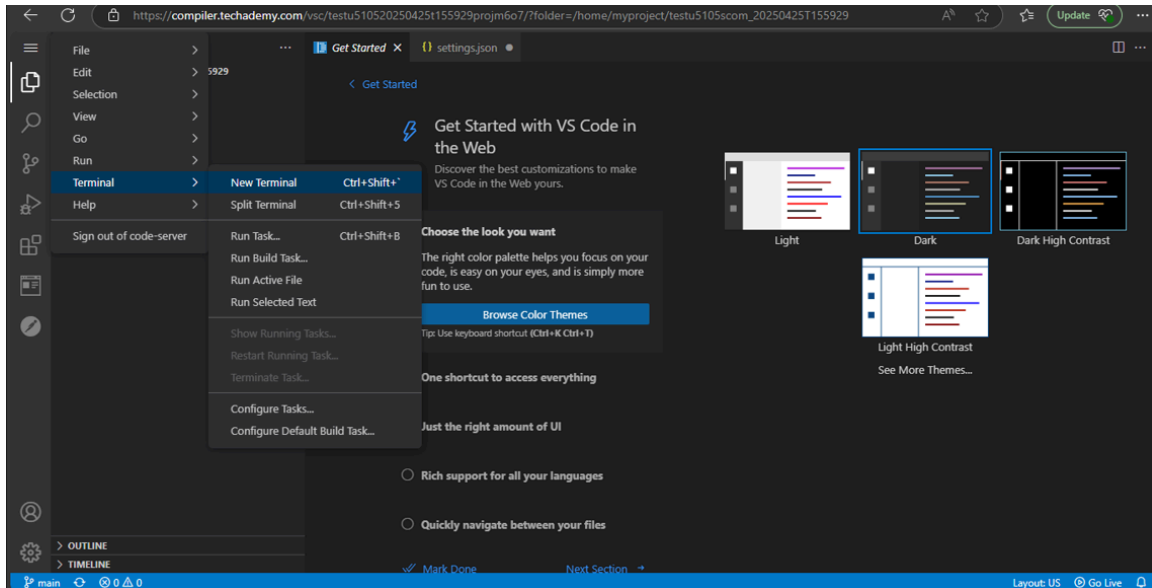 https://compiler.techademy.com/vsc/testu510520250425t155929projm6o7/?folder=/home/myproject/testu5105scom_20250425T155929
A
Update
File
Edit
Selection
View
Go
Run
Terminal
Help
Sign out of code-server
5929
New Terminal Ctrl+Shift+`
Split Terminal Ctrl+Shift+5
Run Task... Ctrl+Shift+B
Run Build Task...
Run Active File
Run Selected Text
Show Running Tasks...
Restart Running Task...
Terminate Task...
Configure Tasks...
Configure Default Build Task...
Get Started
{} settings.json
< Get Started
Get Started with VS Code in
the Web
Discover the best customizations to make
VS Code in the Web yours.
Choose the look you want
The right color palette helps you focus on your
code, is easy on your eyes, and is simply more
fun to use.
Browse Color Themes
Tip: Use keyboard shortcut (Ctrl+K Ctrl+T)
One shortcut to access everything
Just the right amount of UI
Rich support for all your languages
Quickly navigate between your files
Mark Done
Next Section →
Light
Dark
Dark High Contrast
Light High Contrast
See More Themes...
> OUTLINE
> TIMELINE
main
0 0
Layout: US
Go Live